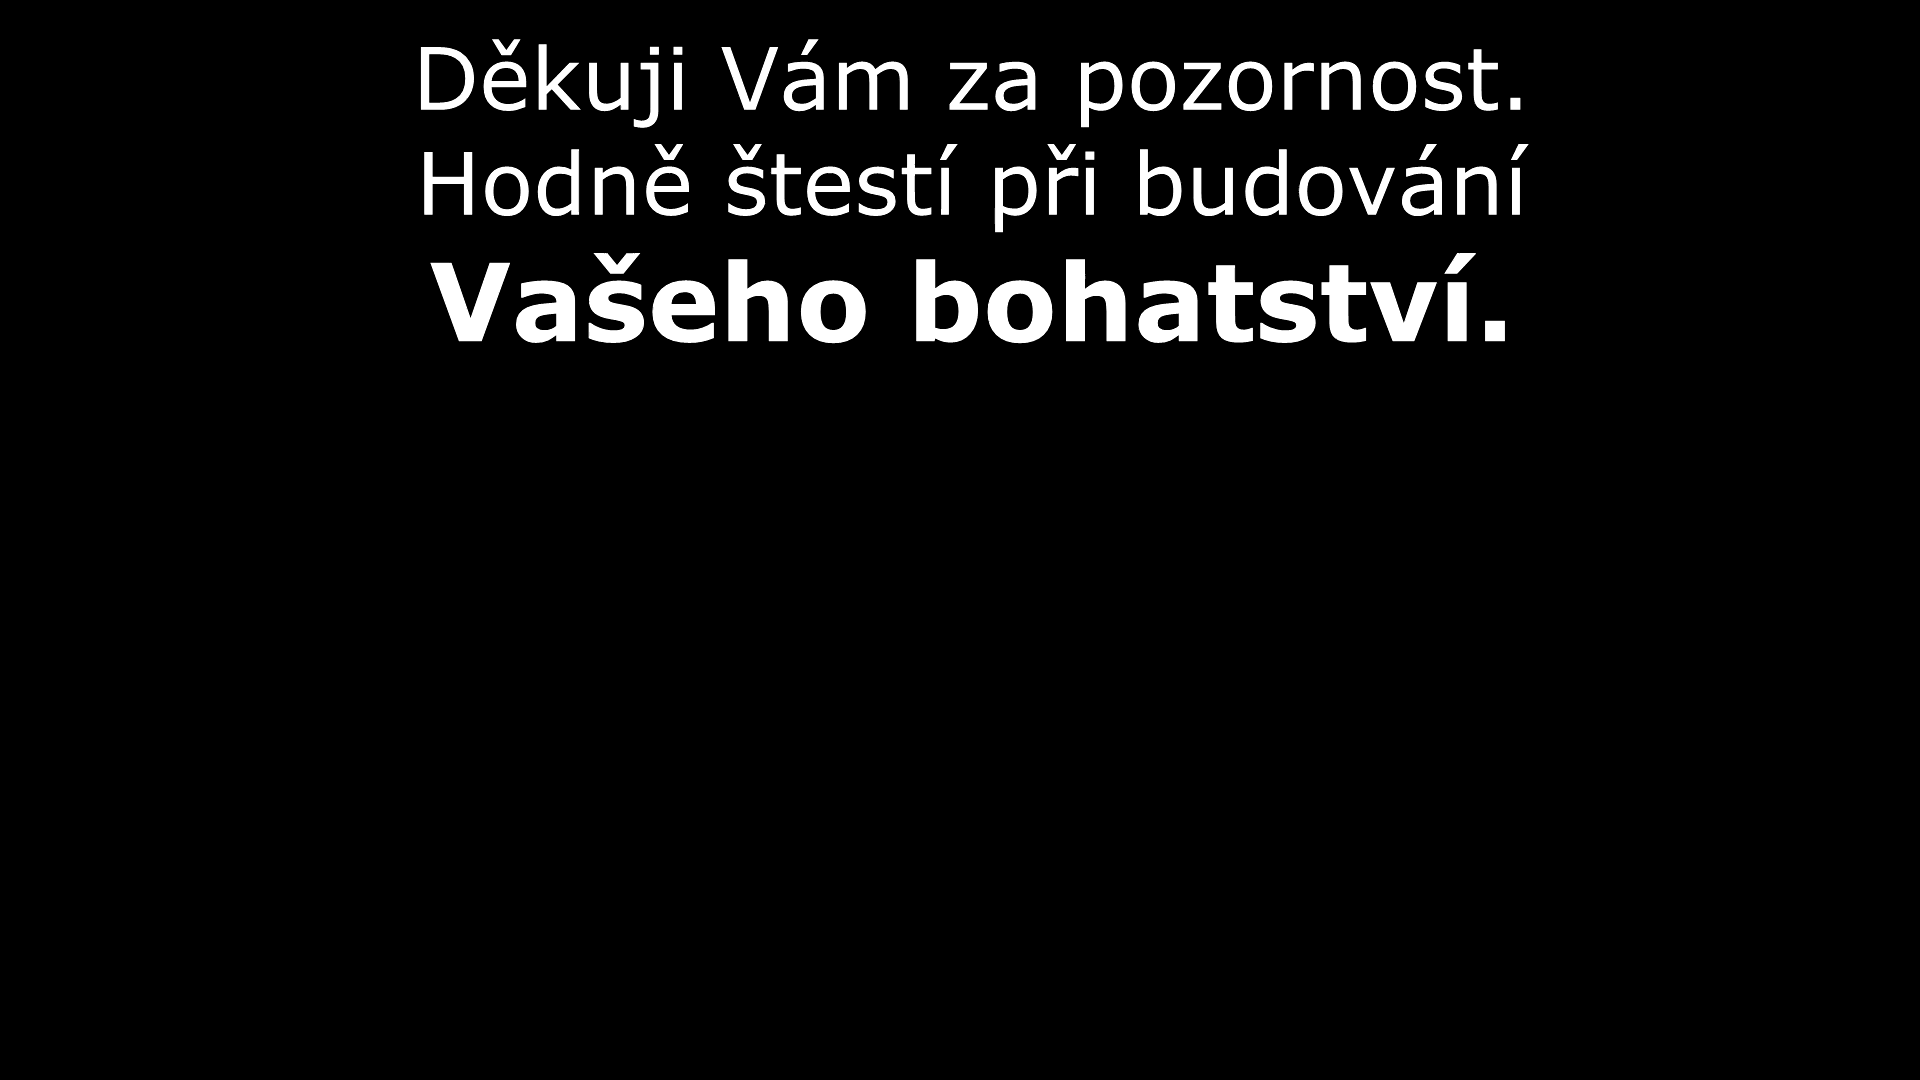 Děkuji Vám za pozornost.
Hodně štestí při budování
Vašeho bohatství.